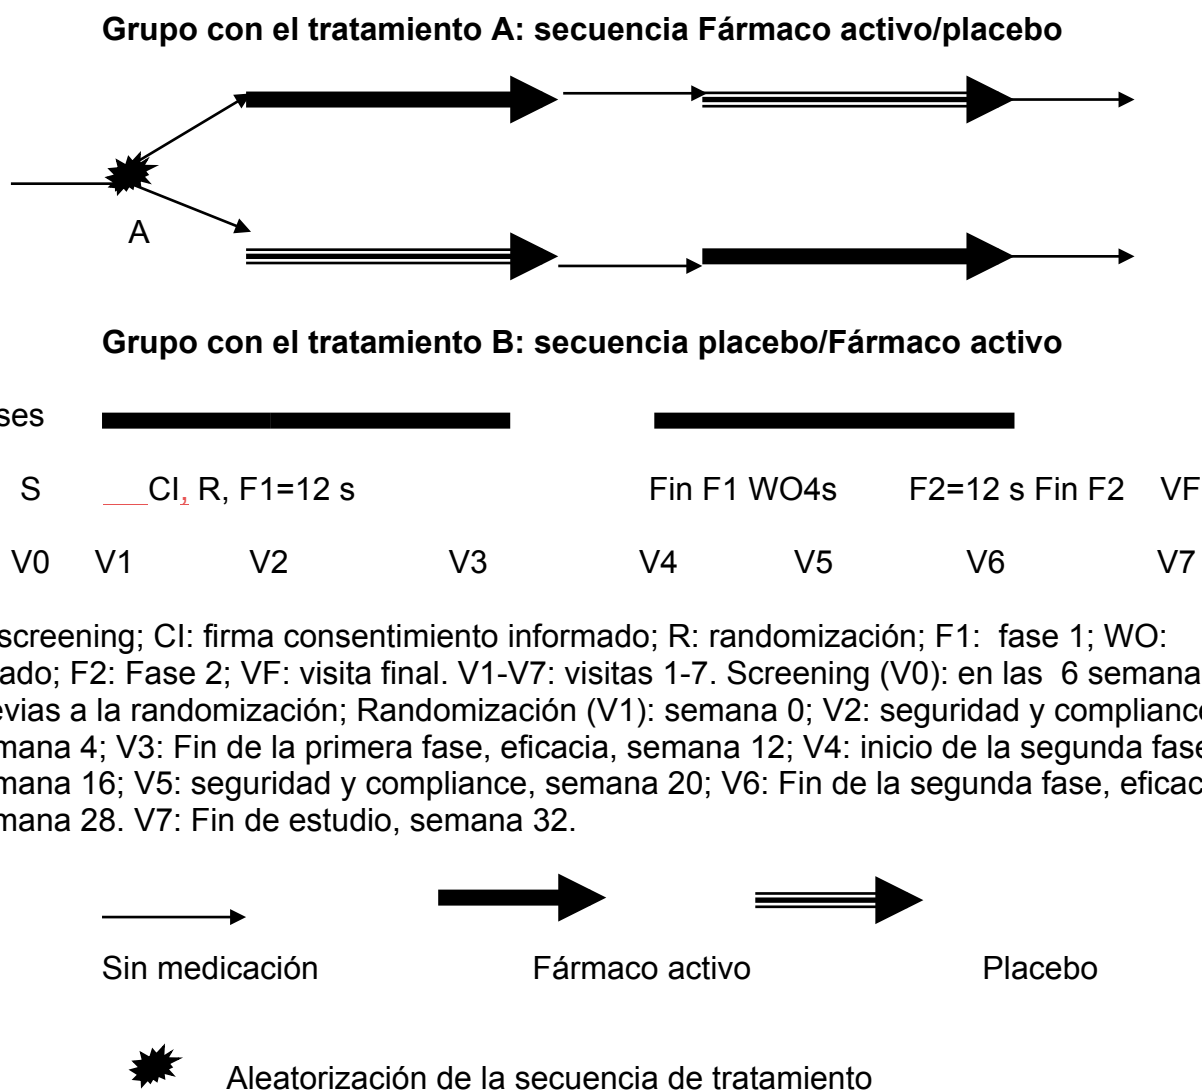 Grupo con el tratamiento A: secuencia Fármaco activo/placebo
A
Grupo con el tratamiento B: secuencia placebo/Fármaco activo
ses
S ___CI, R, F1=12 s Fin F1 WO4s F2=12 s Fin F2 VF
V0 V1 V2 V3 V4 V5 V6 V7
screening; CI: firma consentimiento informado; R: randomización; F1: fase 1; WO:
ado; F2: Fase 2; VF: visita final. V1-V7: visitas 1-7. Screening (V0): en las 6 semana
evias a la randomización; Randomización (V1): semana 0; V2: seguridad y compliance
mana 4; V3: Fin de la primera fase, eficacia, semana 12; V4: inicio de la segunda fase
mana 16; V5: seguridad y compliance, semana 20; V6: Fin de la segunda fase, eficac
mana 28. V7: Fin de estudio, semana 32.
Sin medicación Fármaco activo Placebo
Aleatorización de la secuencia de tratamiento